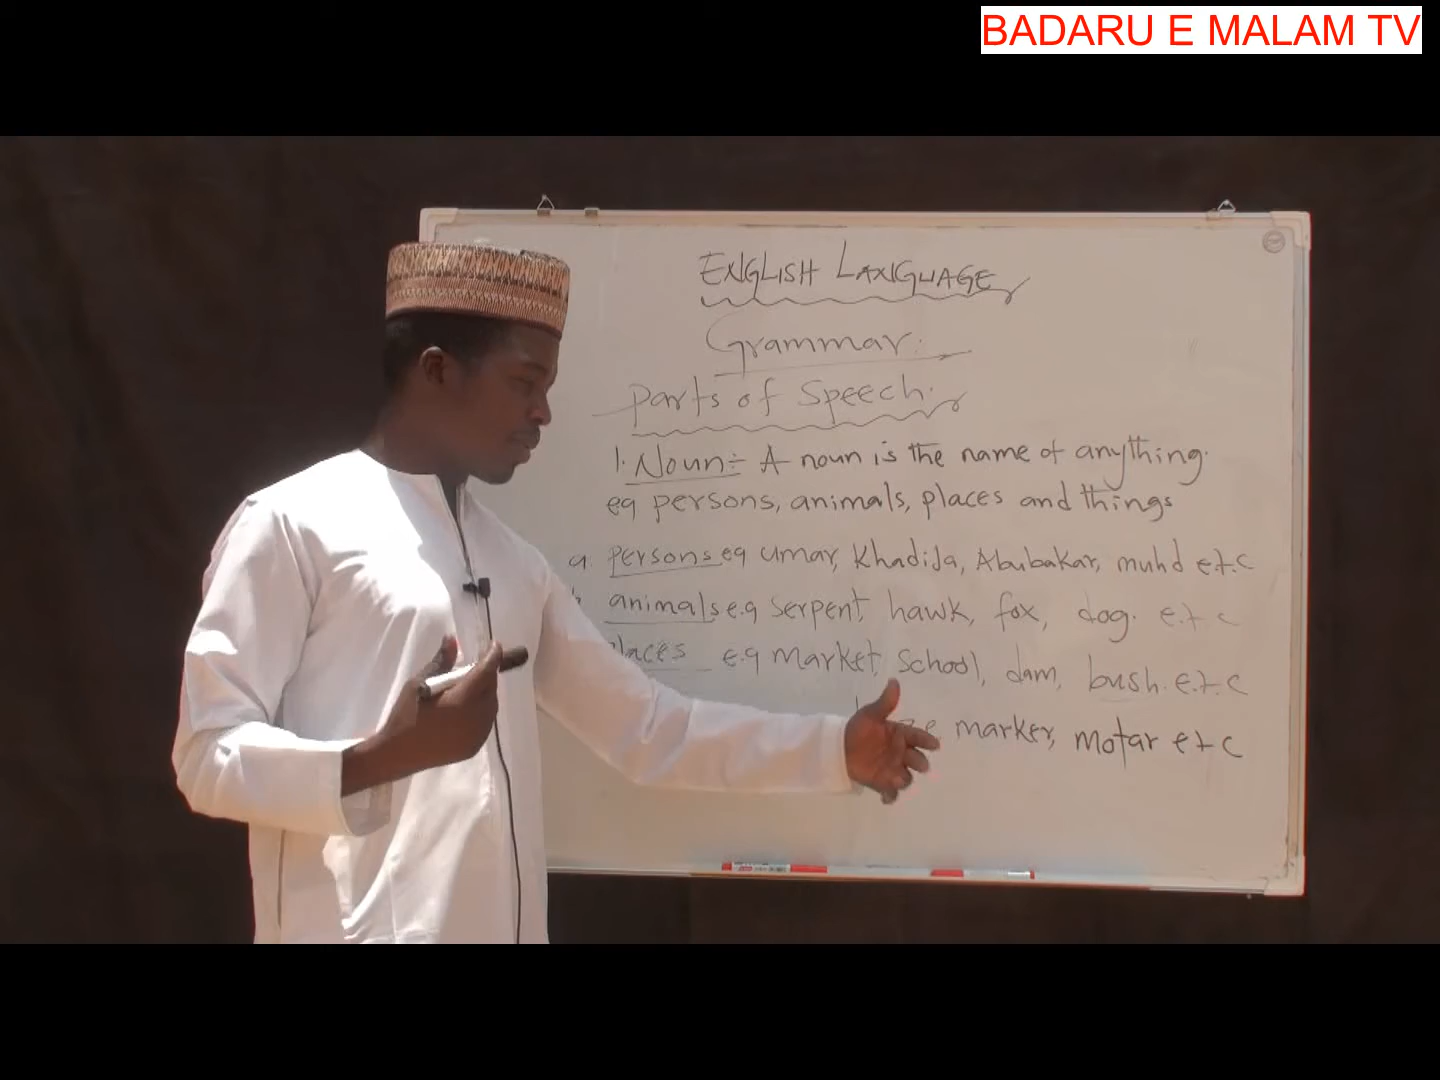 BADARU E MALAM TV
ENGLISH LANGUAGE
Grammar.
Parts of Speech.
1. Noun:- A noun is the name of anything.
eg persons, animals, places and things
a. persons eg umar, Khadija, Abubakar, muhd e.t.c
animals e.g serpent, hawk, fox, dog. e.t c
e.g market, School, dam, bush. e.t.c
marker, motar et c